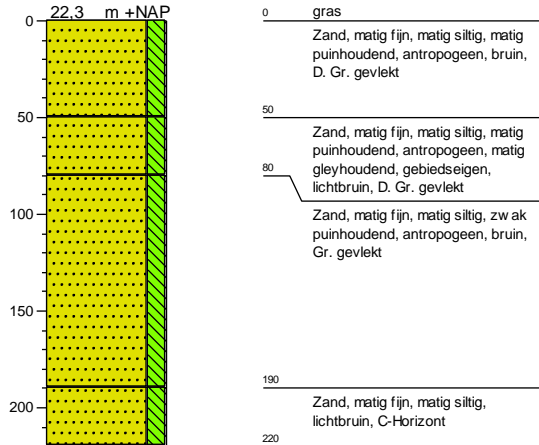 22,3 m +NAP
0
50
100
150
200
0 gras
Zand, matig fijn, matig siltig, matig
puinhoudend, antropogeen, bruin,
D. Gr. gevlekt
50
Zand, matig fijn, matig siltig, matig
puinhoudend, antropogeen, matig
gleyhoudend, gebiedseigen,
lichtbruin, D. Gr. gevlekt
80
Zand, matig fijn, matig siltig, zwak
puinhoudend, antropogeen, bruin,
Gr. gevlekt
190
Zand, matig fijn, matig siltig,
lichtbruin, C-Horizont
220